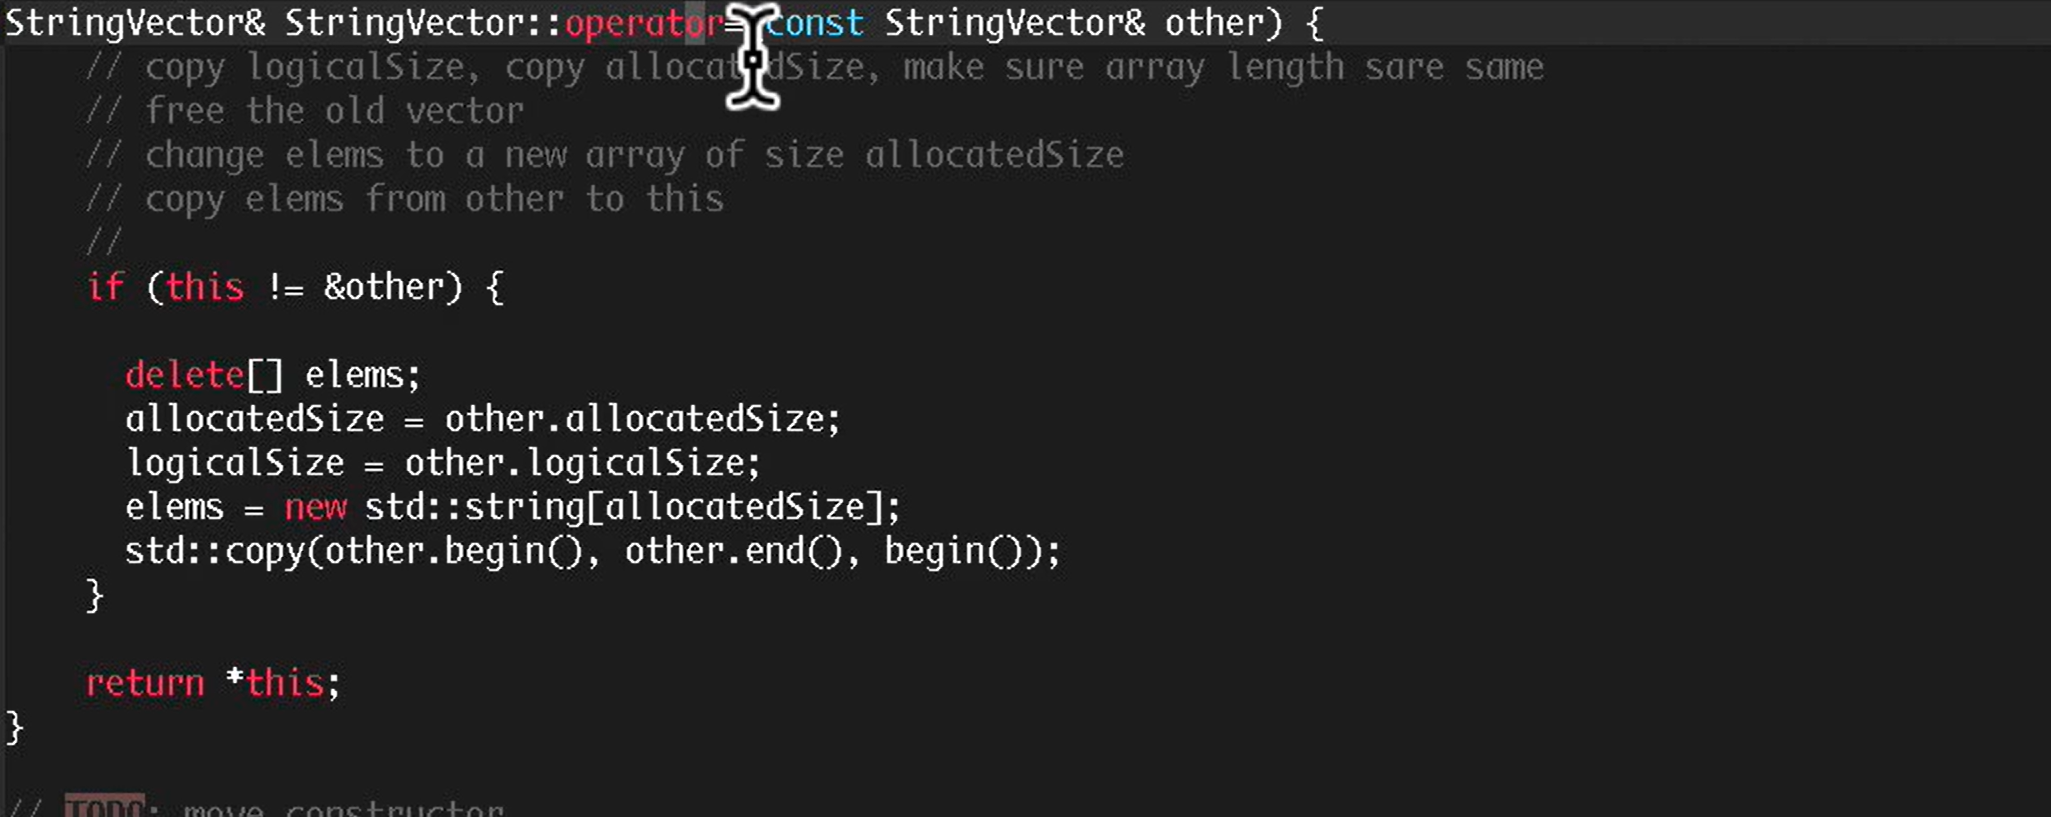 StringVector& StringVector::operator= const StringVector& other) {
// copy logicalSize, copy allocatedSize, make sure array length sare same
// free the old vector
// change elems to a new array of size allocatedSize
// copy elems from other to this
//
if (this != &other) {
delete[] elems;
allocatedSize = other.allocatedSize;
logicalSize = other.logicalSize;
elems = new std::string[allocatedSize];
std::copy(other.begin(), other.end(), begin());
}
return *this;
}
// TODO: move constructor